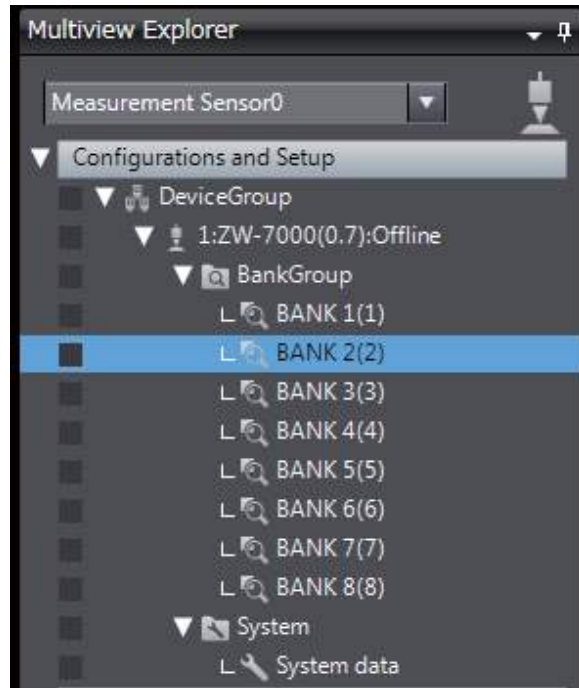 Multiview Explorer
Measurement Sensor0
Configurations and Setup
DeviceGroup
1:ZW-7000(0.7):Offline
BankGroup
BANK 1(1)
BANK 2(2)
BANK 3(3)
BANK 4(4)
BANK 5(5)
BANK 6(6)
BANK 7(7)
BANK 8(8)
System
System data